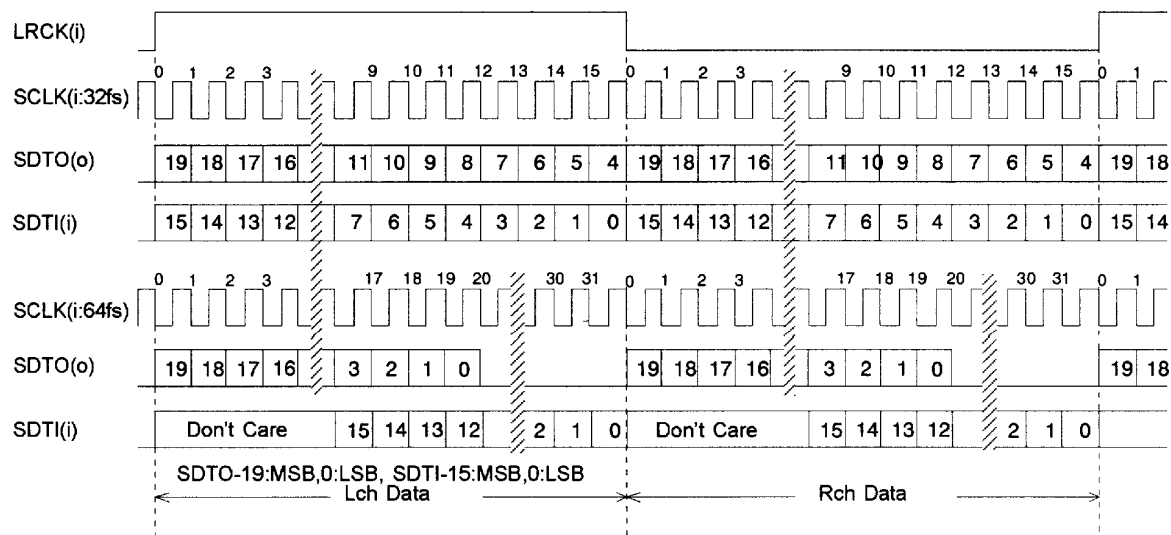 LRCK(i)
0 1 2 3 9 10 11 12 13 14 15 0 1 2 3 9 10 11 12 13 14 15 0 1
SCLK(i:32fs)
SDTO(o) 19 18 17 16 11 10 9 8 7 6 5 4 19 18 17 16 11 10 9 8 7 6 5 4 19 18
SDTI(i) 15 14 13 12 7 6 5 4 3 2 1 0 15 14 13 12 7 6 5 4 3 2 1 0 15 14
0 1 2 3 17 18 19 20 30 31 0 1 2 3 17 18 19 20 30 31 0 1
SCLK(i:64fs)
SDTO(o) 19 18 17 16 3 2 1 0 19 18 17 16 3 2 1 0 19 18
SDTI(i) Don't Care 15 14 13 12 2 1 0 Don't Care 15 14 13 12 2 1 0
SDTO-19:MSB,0:LSB, SDTI-15:MSB,0:LSB
Lch Data Rch Data